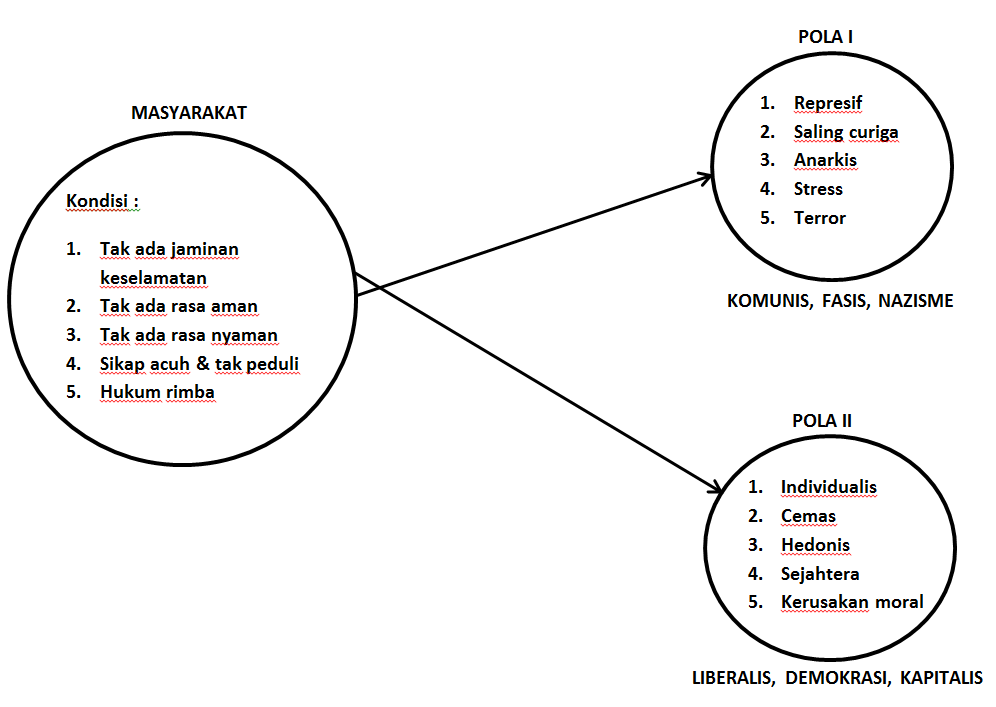 MASYARAKAT
Kondisi :
1. Tak ada jaminan
keselamatan
2. Tak ada rasa aman
3. Tak ada rasa nyaman
4. Sikap acuh & tak peduli
5. Hukum rimba
POLA I
1. Represif
2. Saling curiga
3. Anarkis
4. Stress
5. Terror
KOMUNIS, FASIS, NAZISME
POLA II
1. Individualis
2. Cemas
3. Hedonis
4. Sejahtera
5. Kerusakan moral
LIBERALIS, DEMOKRASI, KAPITALIS